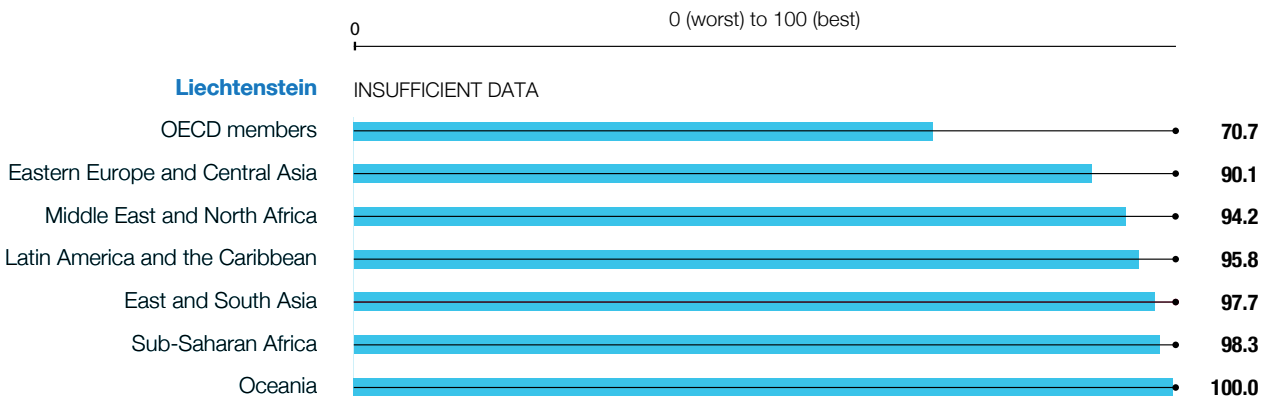 0 (worst) to 100 (best)
0
Liechtenstein INSUFFICIENT DATA
OECD members 70.7
Eastern Europe and Central Asia 90.1
Middle East and North Africa 94.2
Latin America and the Caribbean 95.8
East and South Asia 97.7
Sub-Saharan Africa 98.3
Oceania 100.0